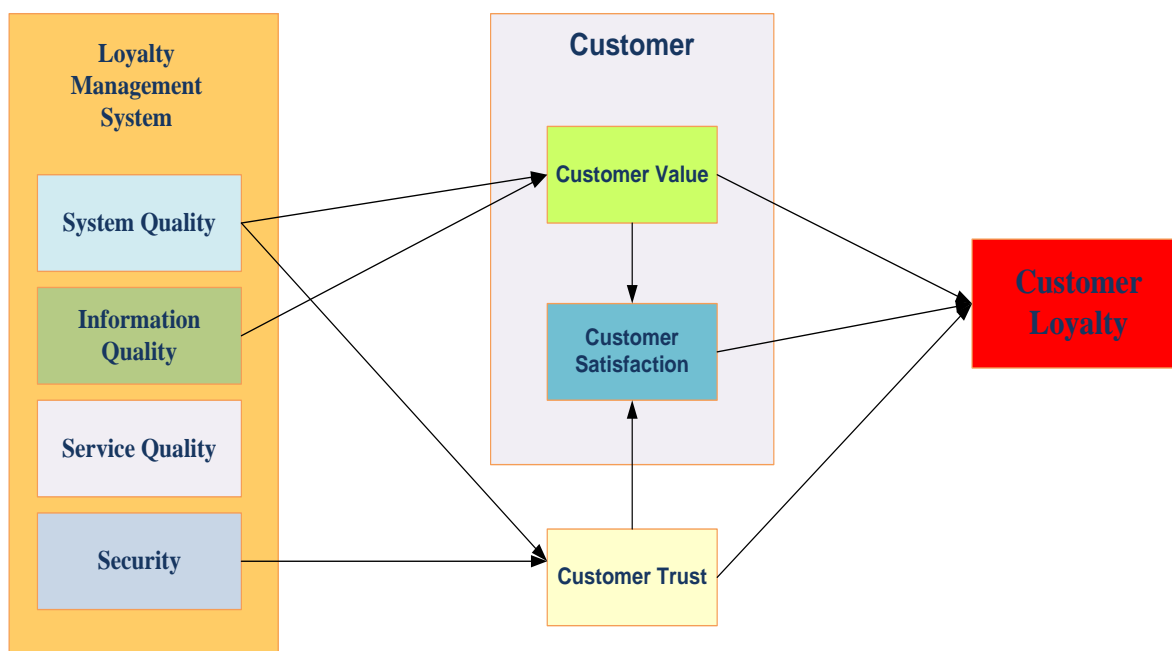 Loyalty
Management
System
System Quality
Information
Quality
Service Quality
Security
Customer
Customer Value
Customer
Satisfaction
Customer Trust
Customer
Loyalty